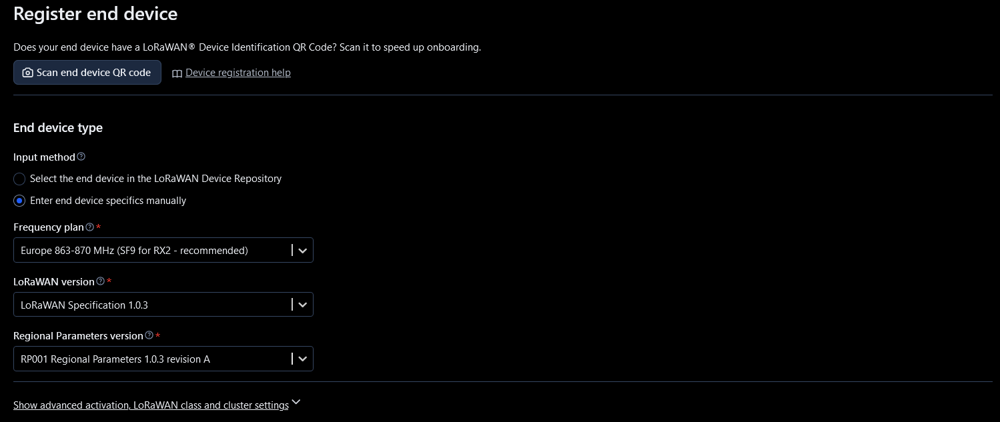 Register end device
Does your end device have a LoRaWAN® Device Identification QR Code? Scan it to speed up onboarding.
Scan end device QR code
Device registration help
End device type
Input method
Select the end device in the LoRaWAN Device Repository
Enter end device specifics manually
Frequency plan *
Europe 863-870 MHz (SF9 for RX2 - recommended)
LoRaWAN version *
LoRaWAN Specification 1.0.3
Regional Parameters version *
RP001 Regional Parameters 1.0.3 revision A
Show advanced activation, LoRaWAN class and cluster settings